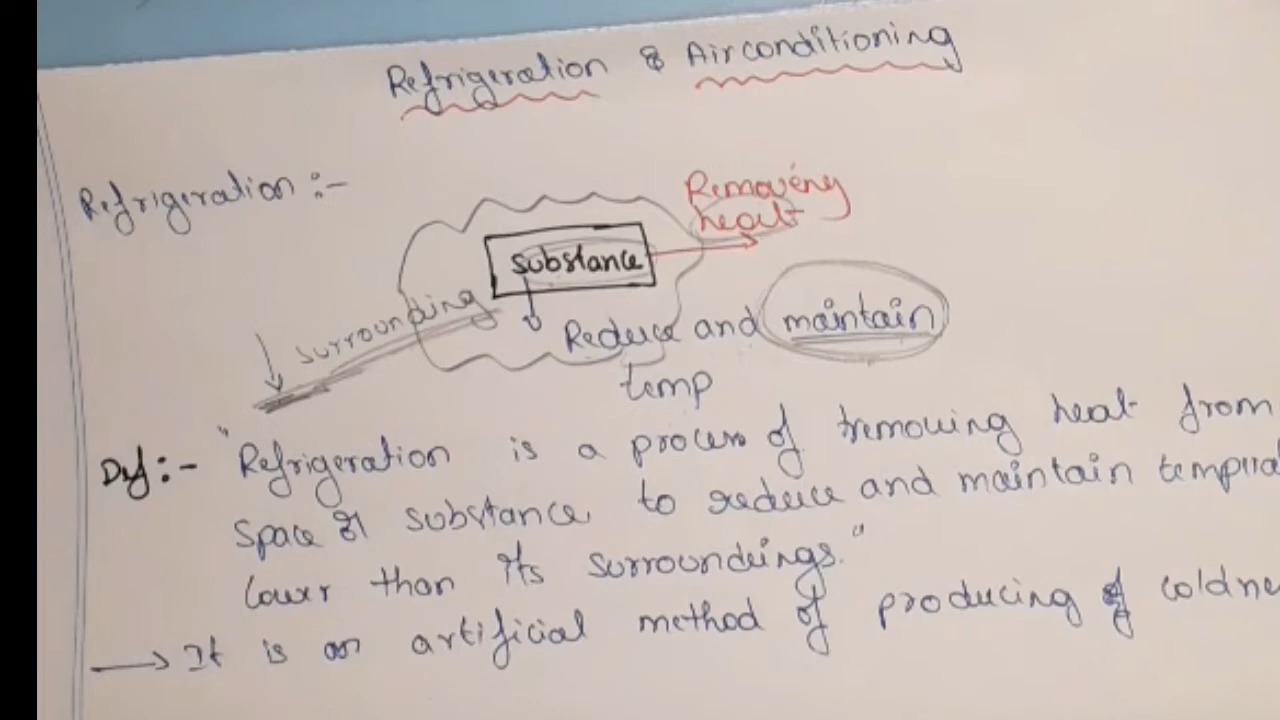 Refrigeration & Airconditioning
Refrigeration :-
Removing
heat
substance
surrounding
Reduce and maintain
temp
Def :- "Refrigeration is a process of removing heat from
space or substance to reduce and maintain
lower than its surroundings."
→ It is an artificial method of producing of